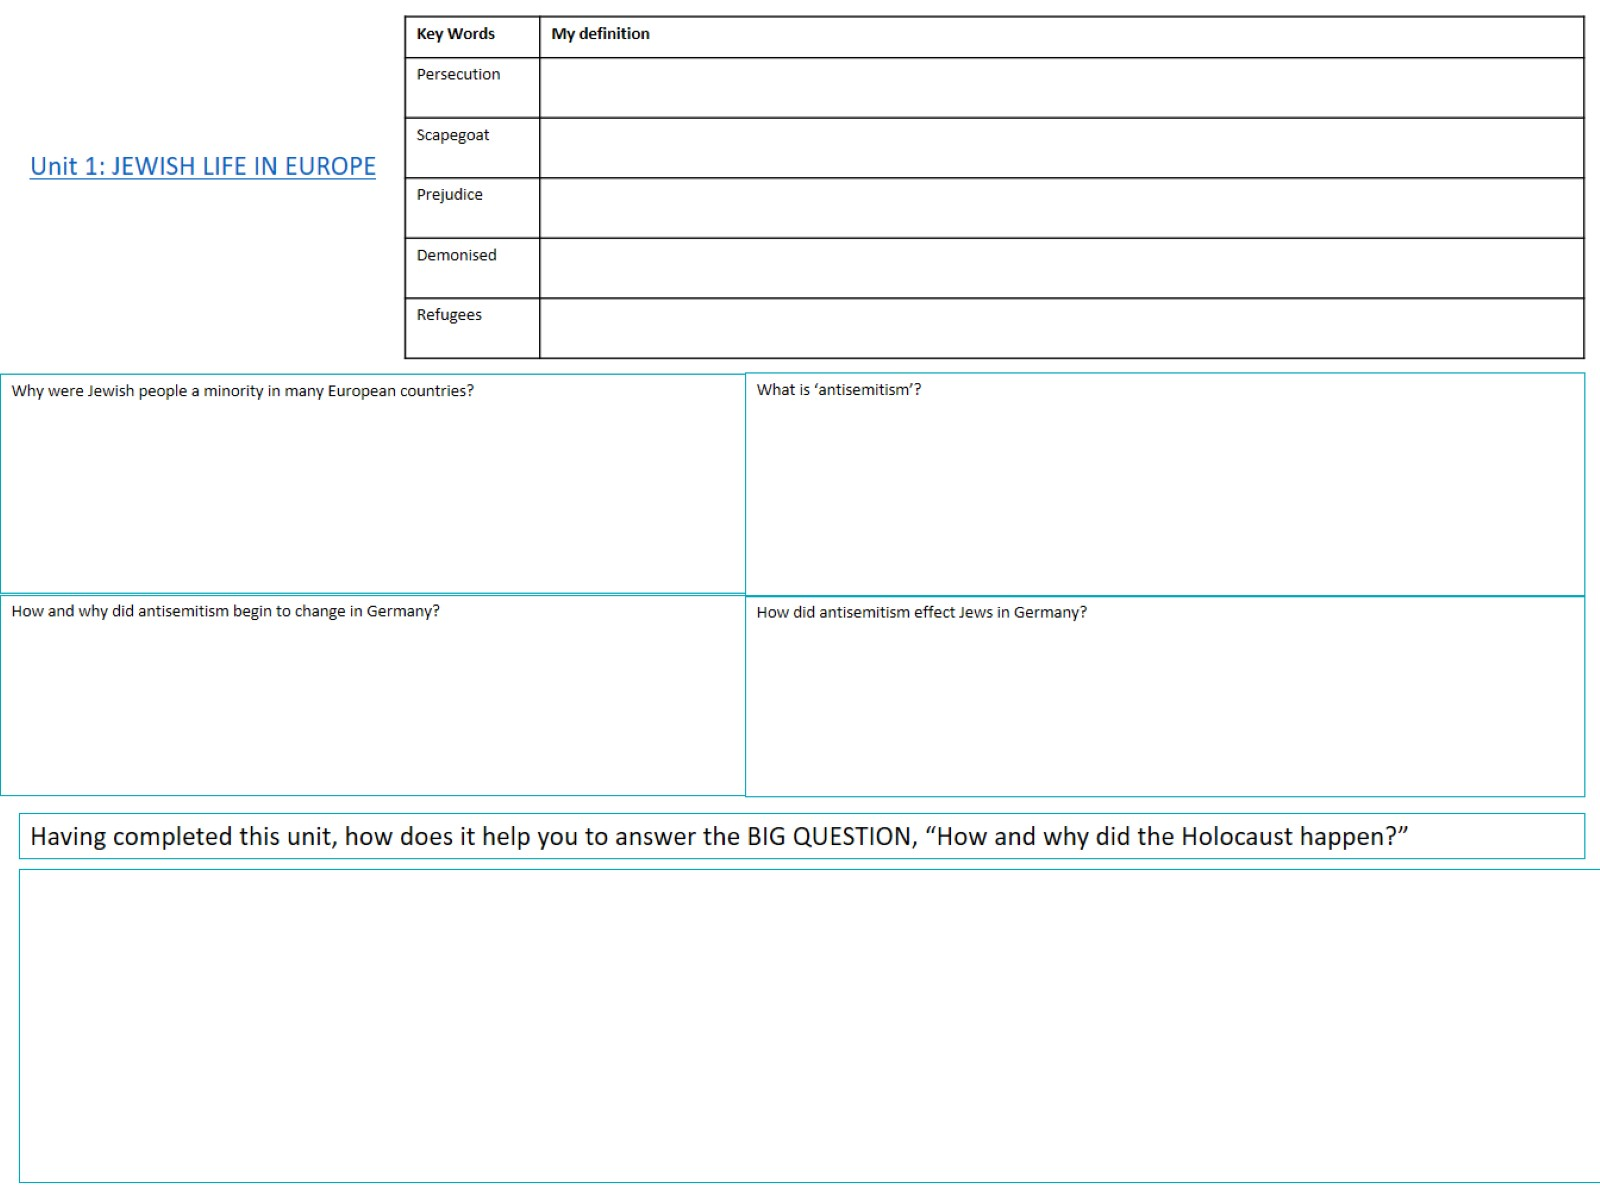 Unit 1: JEWISH LIFE IN EUROPE
Key Words My definition
Persecution
Scapegoat
Prejudice
Demonised
Refugees
Why were Jewish people a minority in many European countries?
What is ‘antisemitism’?
How and why did antisemitism begin to change in Germany?
How did antisemitism effect Jews in Germany?
Having completed this unit, how does it help you to answer the BIG QUESTION, “How and why did the Holocaust happen?”